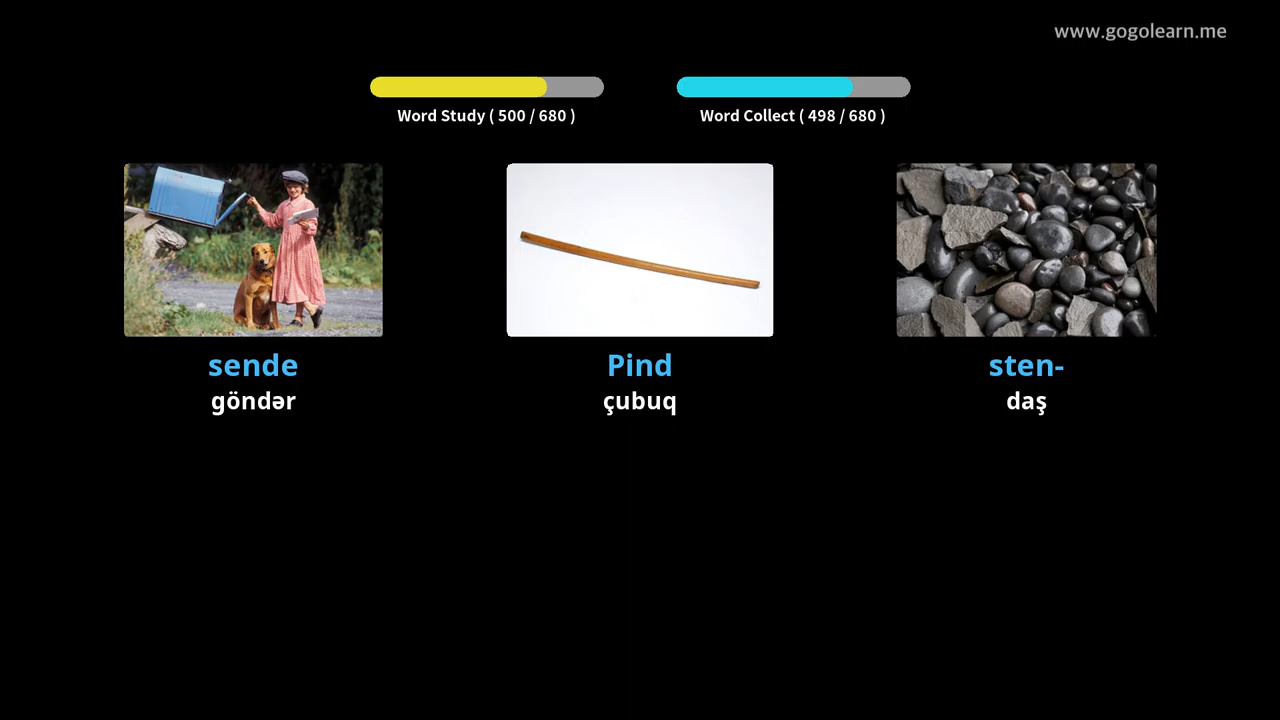 www.gogolearn.me
Word Study ( 500 / 680 )
Word Collect ( 498 / 680 )
sende
göndər
Pind
çubuq
sten-
daş